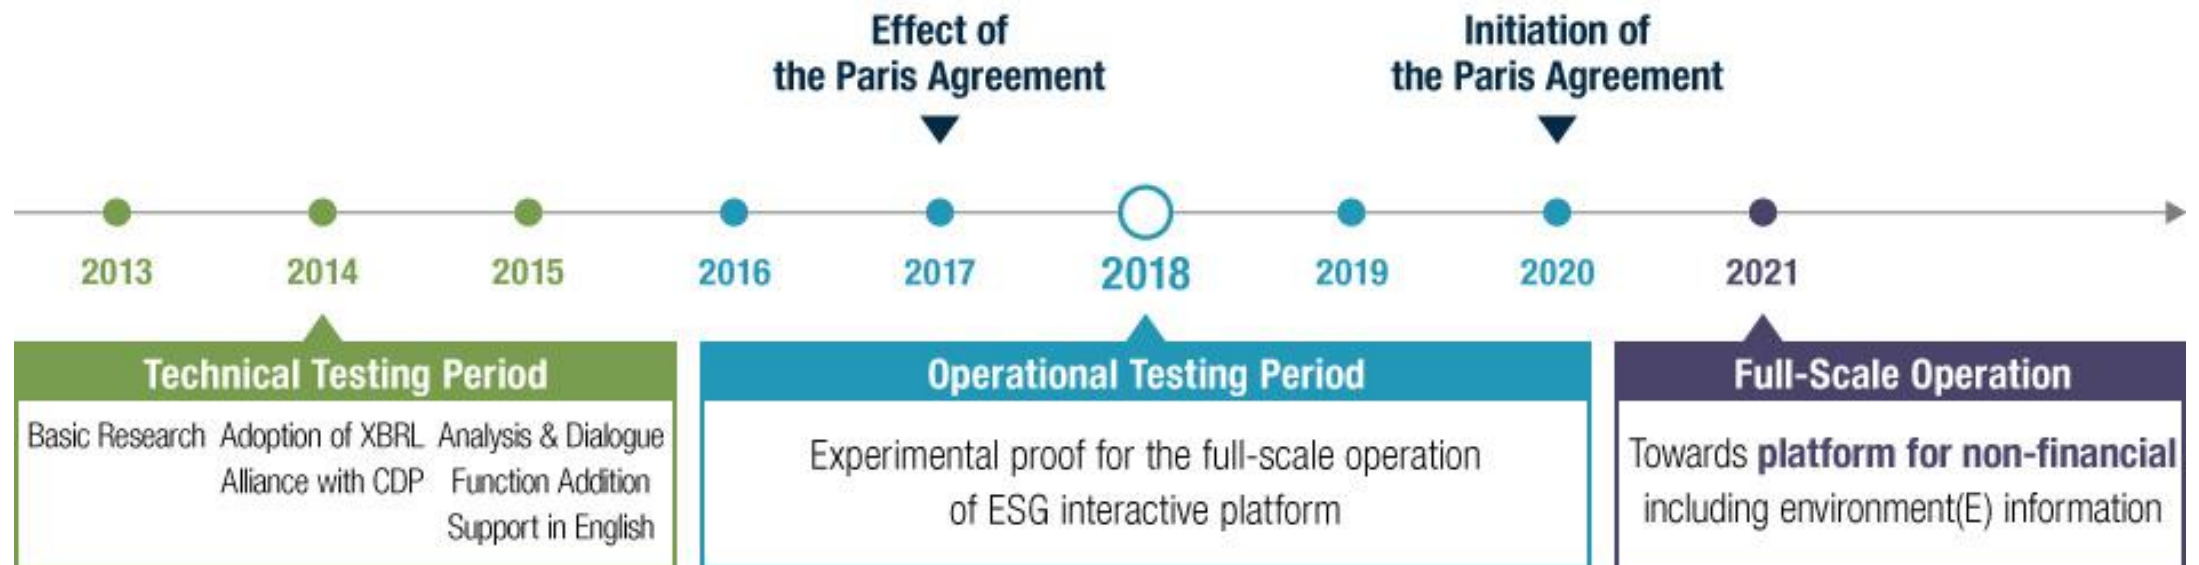 Effect of
the Paris Agreement
Initiation of
the Paris Agreement
2013
2014
2015
2016
2017
2018
2019
2020
2021
Technical Testing Period
Basic Research
Adoption of XBRL
Alliance with CDP
Analysis & Dialogue
Function Addition
Support in English
Operational Testing Period
Experimental proof for the full-scale operation
of ESG interactive platform
Full-Scale Operation
Towards platform for non-financial
including environment(E) information